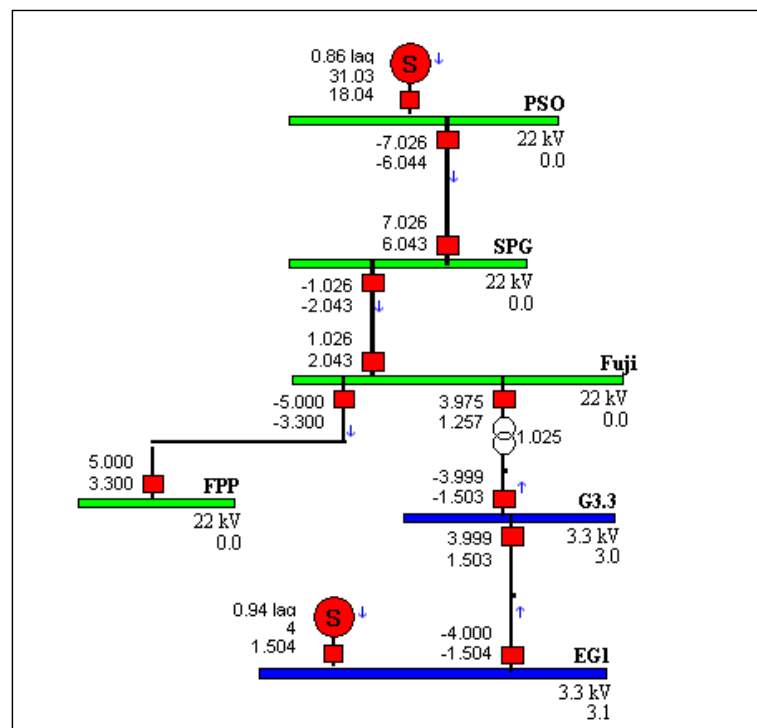 0.86 laq
31.03
18.04
S
PSO
22 kV
0.0
-7.026
-6.044
7.026
6.043
SPG
22 kV
0.0
-1.026
-2.043
1.026
2.043
Fuji
22 kV
0.0
-5.000
-3.300
3.975
1.257
1.025
5.000
3.300
FPP
22 kV
0.0
-3.999
-1.503
G3.3
3.3 kV
3.0
3.999
1.503
0.94 laq
4
1.504
S
-4.000
-1.504
EG1
3.3 kV
3.1